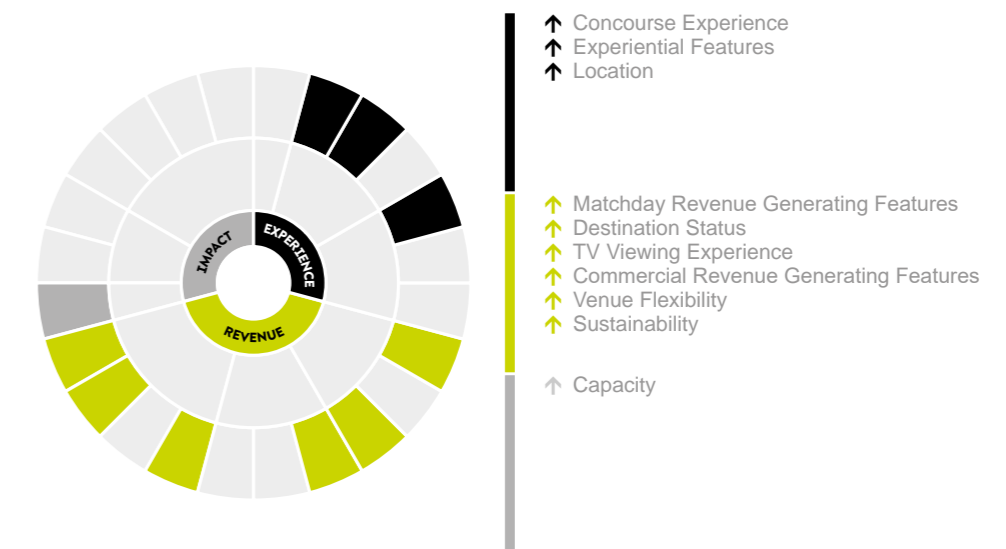 IMPACT
EXPERIENCE
REVENUE
↑ Concourse Experience
↑ Experiential Features
↑ Location
↑ Matchday Revenue Generating Features
↑ Destination Status
↑ TV Viewing Experience
↑ Commercial Revenue Generating Features
↑ Venue Flexibility
↑ Sustainability
↑ Capacity